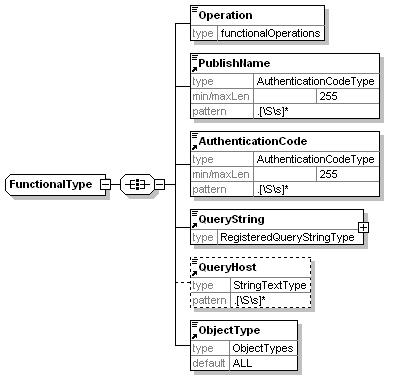 Operation
type functionalOperations
PublishName
type AuthenticationCodeType
min/maxLen 255
pattern .[\S\s]*
AuthenticationCode
type AuthenticationCodeType
min/maxLen 255
pattern .[\S\s]*
FunctionalType
QueryString
type RegisteredQueryStringType
QueryHost
type StringTextType
pattern .[\S\s]*
ObjectType
type ObjectTypes
default ALL